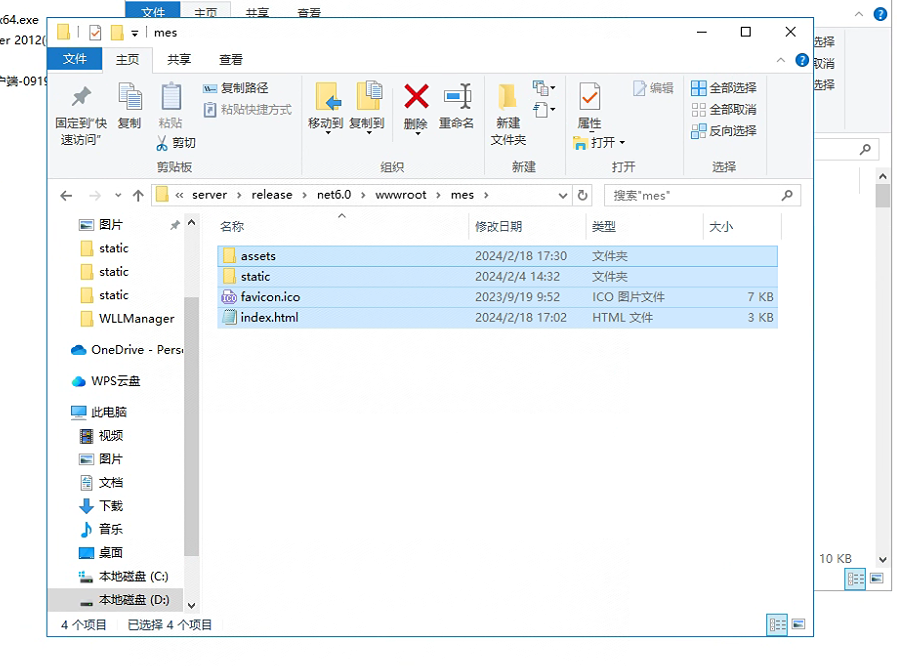 文件 主页 共享 查看
x64.exe
er 2012(
户端-0919
选择
取消
选择
10 KB
mes
文件 主页 共享 查看
固定到"快速访问"
复制
粘贴
复制路径
粘贴快捷方式
剪切
剪贴板
移动到
复制到
删除
重命名
组织
新建
文件夹
新建
属性
打开
编辑
打开
全部选择
全部取消
反向选择
选择
« server › release › net6.0 › wwwroot › mes ›
搜索"mes"
图片
static
static
static
WLLManager
OneDrive - Perso
WPS云盘
此电脑
视频
图片
文档
下载
音乐
桌面
本地磁盘 (C:)
本地磁盘 (D:)
名称 修改日期 类型 大小
assets 2024/2/18 17:30 文件夹
static 2024/2/4 14:32 文件夹
favicon.ico 2023/9/19 9:52 ICO 图片文件 7 KB
index.html 2024/2/18 17:02 HTML 文件 3 KB
4 个项目 已选择 4 个项目